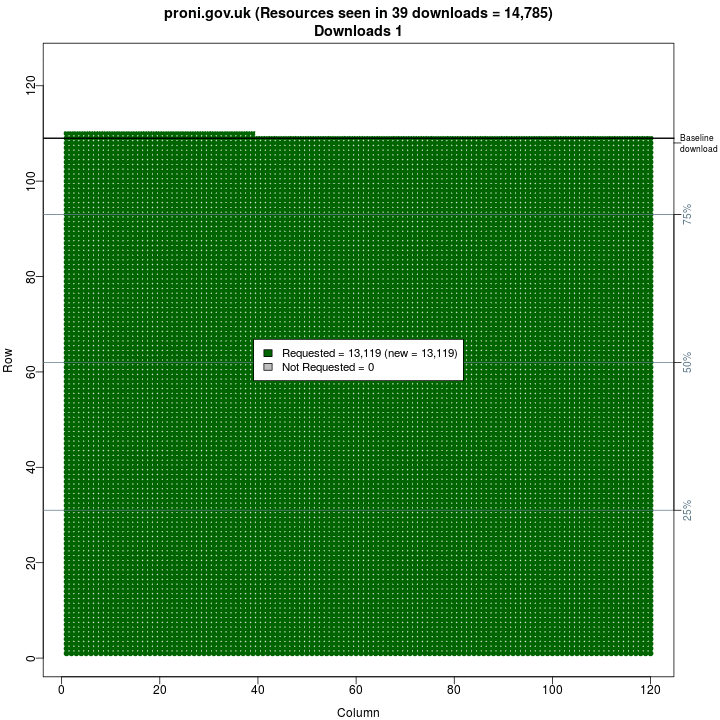 proni.gov.uk (Resources seen in 39 downloads = 14,785)
Downloads 1
120
100
80
60
40
20
0
Row
Baseline
download
75%
50%
25%
Requested = 13,119 (new = 13,119)
Not Requested = 0
0 20 40 60 80 100 120
Column